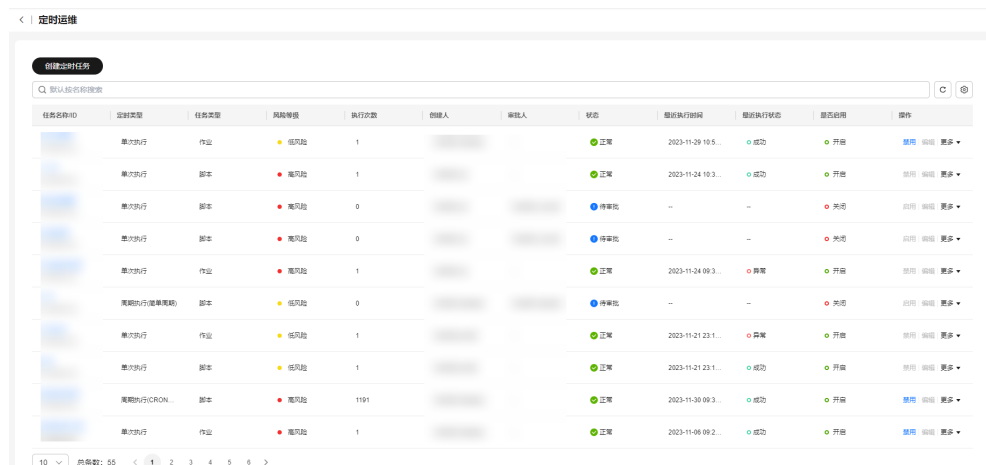 定时运维
创建定时任务
默认按名称搜索
任务名称/ID 定时类型 任务类型 风险等级 执行次数 创建人 审批人 状态 最近执行时间 最近执行状态 是否启用 操作
单次执行 作业 低风险 1 正常 2023-11-29 10:5... 成功 开启 禁用 编辑 更多
单次执行 脚本 高风险 1 正常 2023-11-24 10:3... 成功 开启 禁用 编辑 更多
单次执行 脚本 高风险 0 待审批 -- -- 关闭 启用 编辑 更多
单次执行 脚本 高风险 0 待审批 -- -- 关闭 启用 编辑 更多
单次执行 作业 高风险 1 正常 2023-11-24 09:3... 异常 开启 禁用 编辑 更多
周期执行(简单周期) 脚本 低风险 0 待审批 -- -- 关闭 启用 编辑 更多
单次执行 作业 低风险 1 正常 2023-11-21 23:1... 异常 开启 禁用 编辑 更多
单次执行 脚本 低风险 1 正常 2023-11-21 23:1... 成功 开启 禁用 编辑 更多
周期执行(CRON... 脚本 高风险 1191 正常 2023-11-30 09:3... 成功 开启 禁用 编辑 更多
单次执行 作业 高风险 1 正常 2023-11-06 09:2... 成功 开启 禁用 编辑 更多
10 总条数: 55 1 2 3 4 5 6